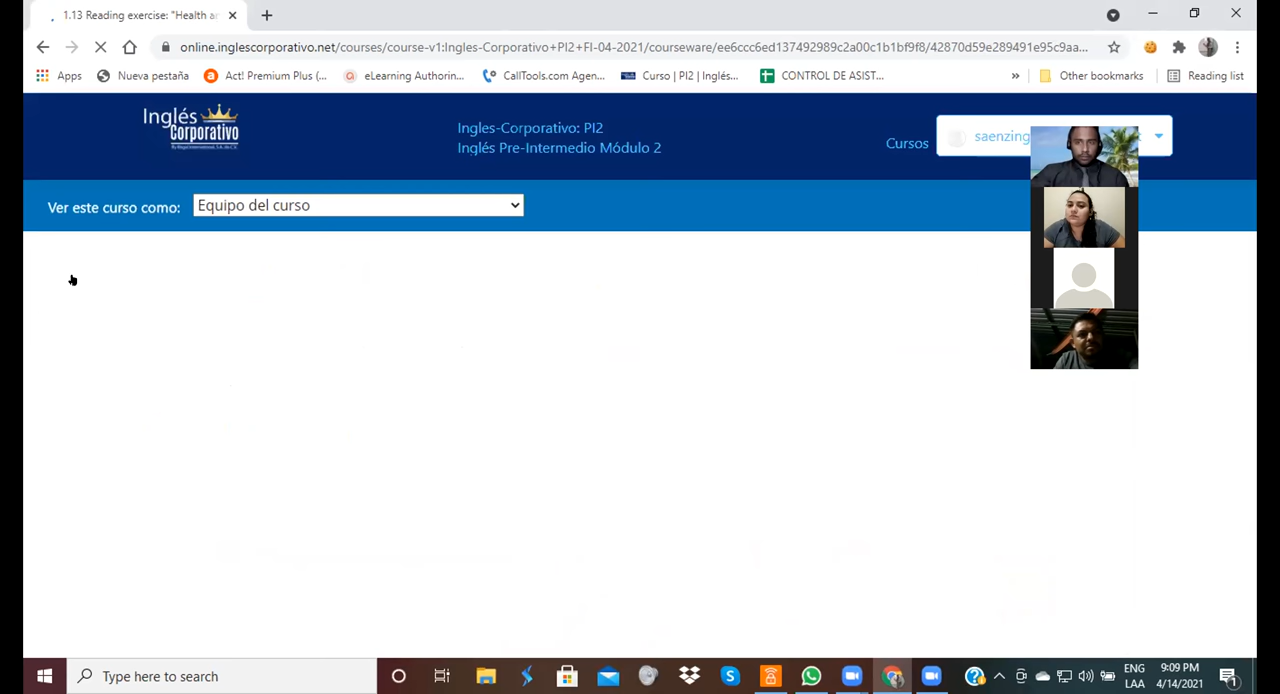 1.13 Reading exercise: "Health ar
online.inglescorporativo.net/courses/course-v1:Ingles-Corporativo+PI2+FI-04-2021/courseware/ee6ccc6ed137492989c2a00c1b1bf9f8/42870d59e289491e95c9aa...
Apps
Nueva pestaña
Act! Premium Plus (...
eLearning Authorin...
CallTools.com Agen...
Curso | PI2 | Inglés...
CONTROL DE ASIST...
»
Other bookmarks
Reading list
Inglés
Corporativo
Ingles-Corporativo: PI2
Inglés Pre-Intermedio Módulo 2
Cursos
saenzing
Ver este curso como:
Equipo del curso
Type here to search
ENG
LAA
9:09 PM
4/14/2021
1